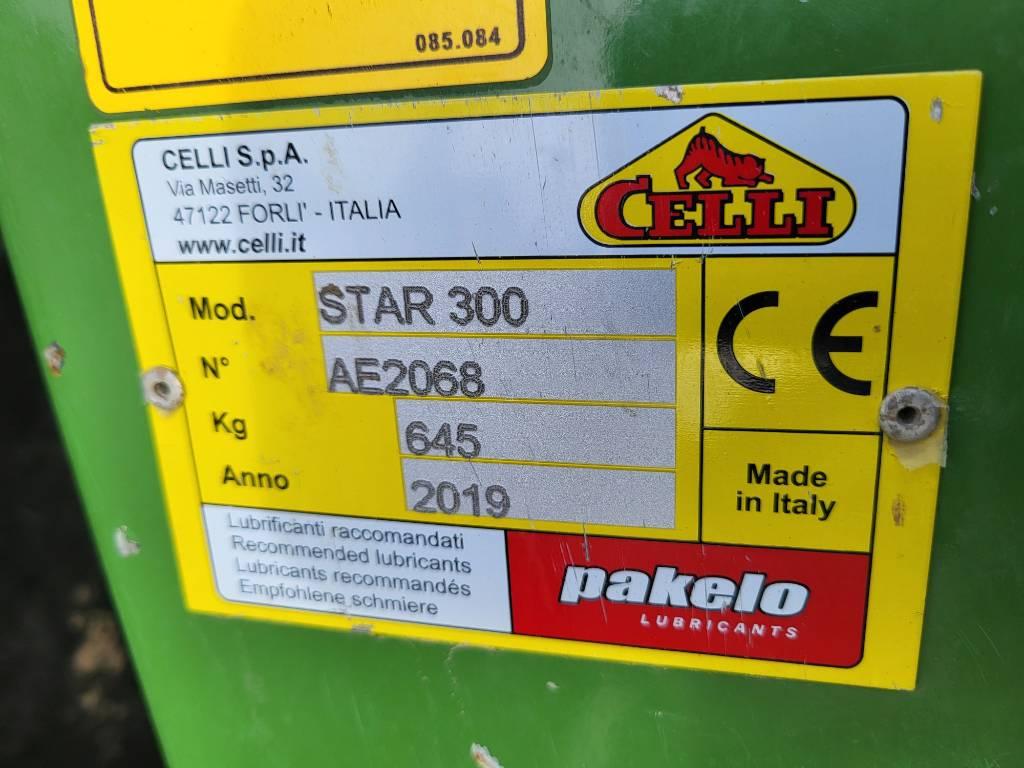 085.084
CELLI S.p.A.
Via Masetti, 32
47122 FORLI' - ITALIA
www.celli.it
CELLI
Mod. STAR 300
N° AE2068
Kg 645
Anno 2019
CE
Made
in Italy
Lubrificanti raccomandati
Recommended lubricants
Lubricants recommandés
Empfohlene schmiere
pakelo
LUBRICANTS